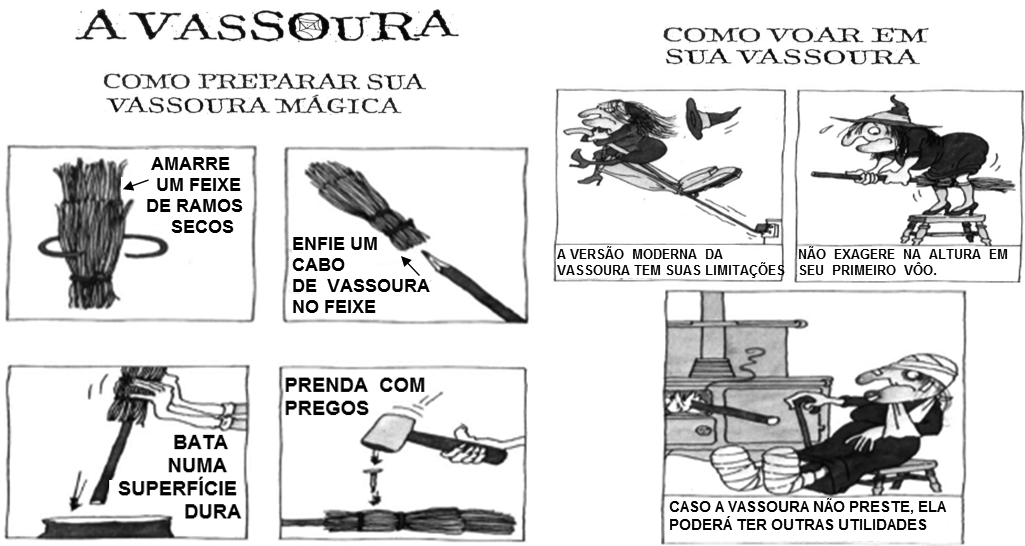 A VASSOURA
COMO PREPARAR SUA
VASSOURA MÁGICA
AMARRE
UM FEIXE
DE RAMOS
SECOS
ENFIE UM
CABO
DE VASSOURA
NO FEIXE
BATA
NUMA
SUPERFÍCIE
DURA
PRENDA COM
PREGOS
COMO VOAR EM
SUA VASSOURA
A VERSÃO MODERNA DA
VASSOURA TEM SUAS LIMITAÇÕES
NÃO EXAGERE NA ALTURA EM
SEU PRIMEIRO VÔO.
CASO A VASSOURA NÃO PRESTE, ELA
PODERÁ TER OUTRAS UTILIDADES